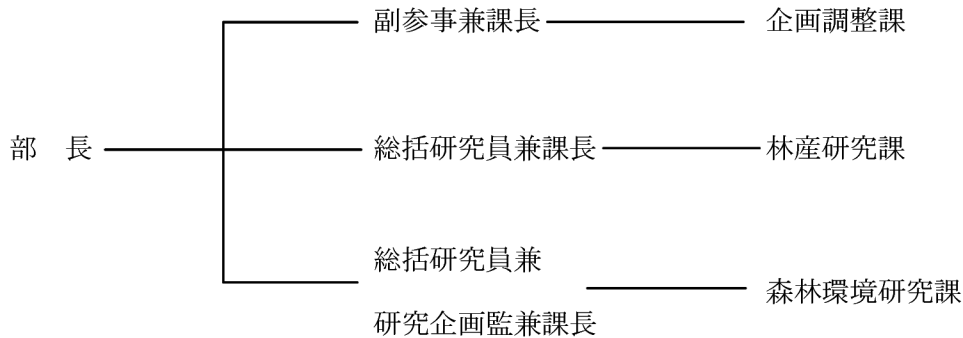 副参事兼課長 企画調整課
部 長 総括研究員兼課長 林産研究課
総括研究員兼
研究企画監兼課長 森林環境研究課